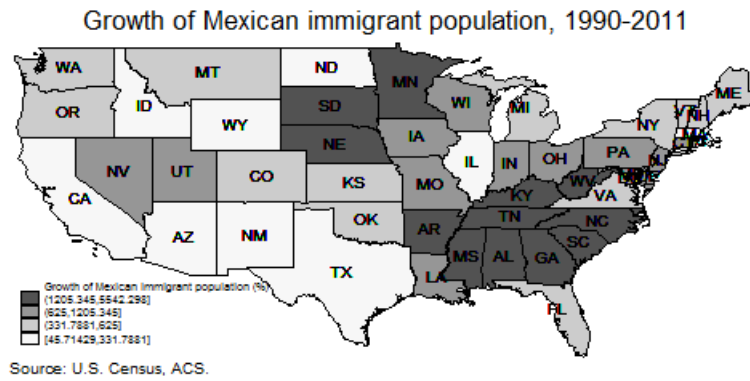 Growth of Mexican immigrant population, 1990-2011
WA
MT
ND
MN
ME
OR
ID
SD
WI
MI
NY
VT
NH
MA
WY
NE
IA
PA
NJ
NV
UT
CO
IL
IN
OH
WV
VA
CA
KS
MO
KY
AZ
NM
OK
AR
TN
NC
SC
TX
LA
MS
AL
GA
FL
Growth of Mexican immigrant population (%)
(1205.345,5542.298]
(625,1205.345]
(331.7881,625]
[45.71429,331.7881]
Source: U.S. Census, ACS.